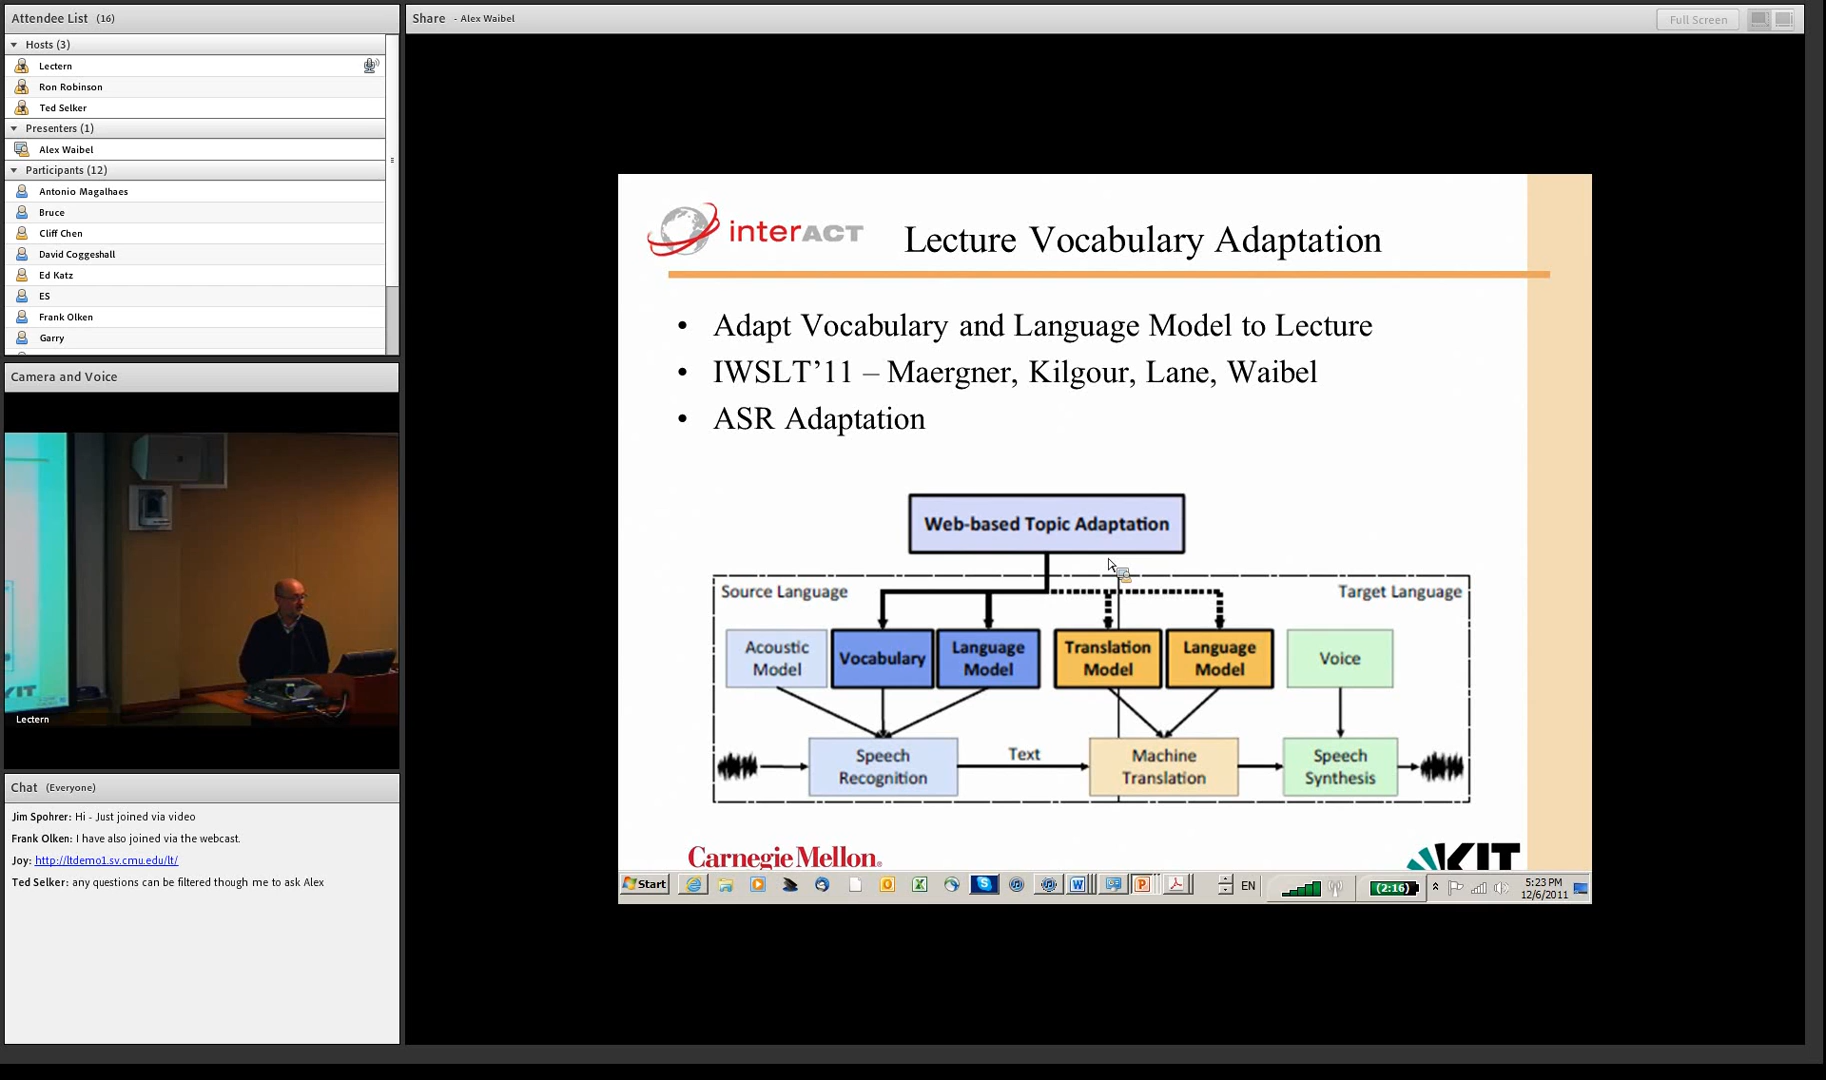 Attendee List (16)
Hosts (3)
Lectern
Ron Robinson
Ted Selker
Presenters (1)
Alex Waibel
Participants (12)
Antonio Magalhaes
Bruce
Cliff Chen
David Coggeshall
Ed Katz
ES
Frank Olken
Garry
Camera and Voice
KIT
Lectern
Chat (Everyone)
Jim Spohrer: Hi - Just joined via video
Frank Olken: I have also joined via the webcast.
Joy: http://ltdemo1.sv.cmu.edu/lt/
Ted Selker: any questions can be filtered though me to ask Alex
Share - Alex Waibel
Full Screen
interACT
Lecture Vocabulary Adaptation
• Adapt Vocabulary and Language Model to Lecture
• IWSLT’11 – Maergner, Kilgour, Lane, Waibel
• ASR Adaptation
Web-based Topic Adaptation
Source Language
Target Language
Acoustic
Model
Vocabulary
Language
Model
Translation
Model
Language
Model
Voice
Speech
Recognition
Text
Machine
Translation
Speech
Synthesis
Carnegie Mellon®
KIT
Start
EN
(2:16)
5:23 PM
12/6/2011